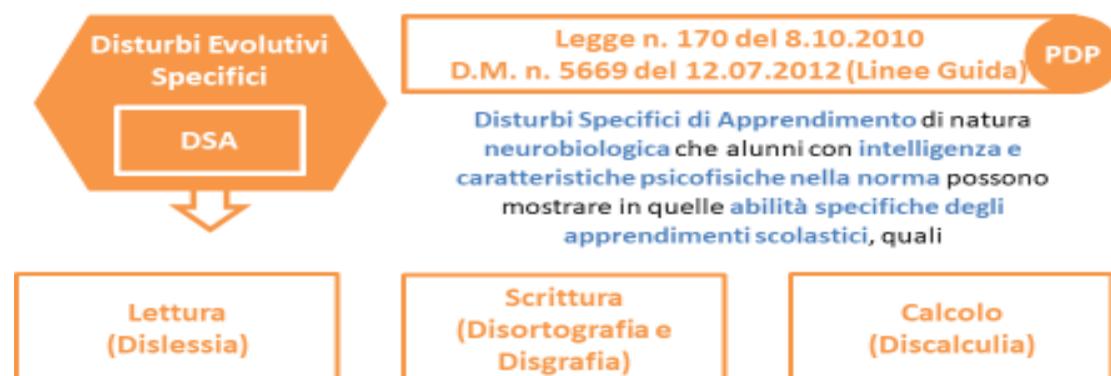 Disturbi Evolutivi
Specifici
DSA
Legge n. 170 del 8.10.2010
D.M. n. 5669 del 12.07.2012 (Linee Guida)
PDP
Disturbi Specifici di Apprendimento di natura
neurobiologica che alunni con intelligenza e
caratteristiche psicofisiche nella norma possono
mostrare in quelle abilità specifiche degli
apprendimenti scolastici, quali
Lettura
(Dislessia)
Scrittura
(Disortografia e
Disgrafia)
Calcolo
(Discalculia)